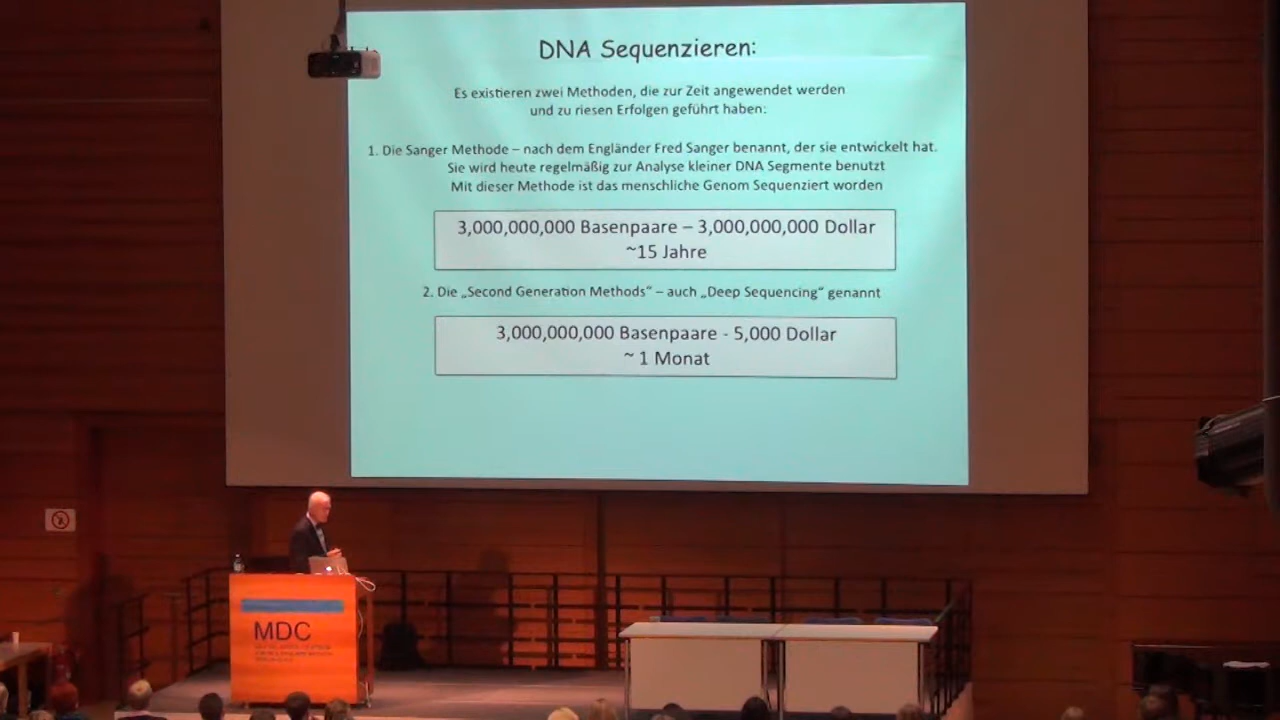 DNA Sequenzieren:
Es existieren zwei Methoden, die zur Zeit angewendet werden
und zu riesen Erfolgen geführt haben:
1. Die Sanger Methode – nach dem Engländer Fred Sanger benannt, der sie entwickelt hat.
Sie wird heute regelmäßig zur Analyse kleiner DNA Segmente benutzt
Mit dieser Methode ist das menschliche Genom Sequenziert worden
3,000,000,000 Basenpaare – 3,000,000,000 Dollar
~15 Jahre
2. Die „Second Generation Methods“ – auch „Deep Sequencing“ genannt
3,000,000,000 Basenpaare - 5,000 Dollar
~ 1 Monat
MDC